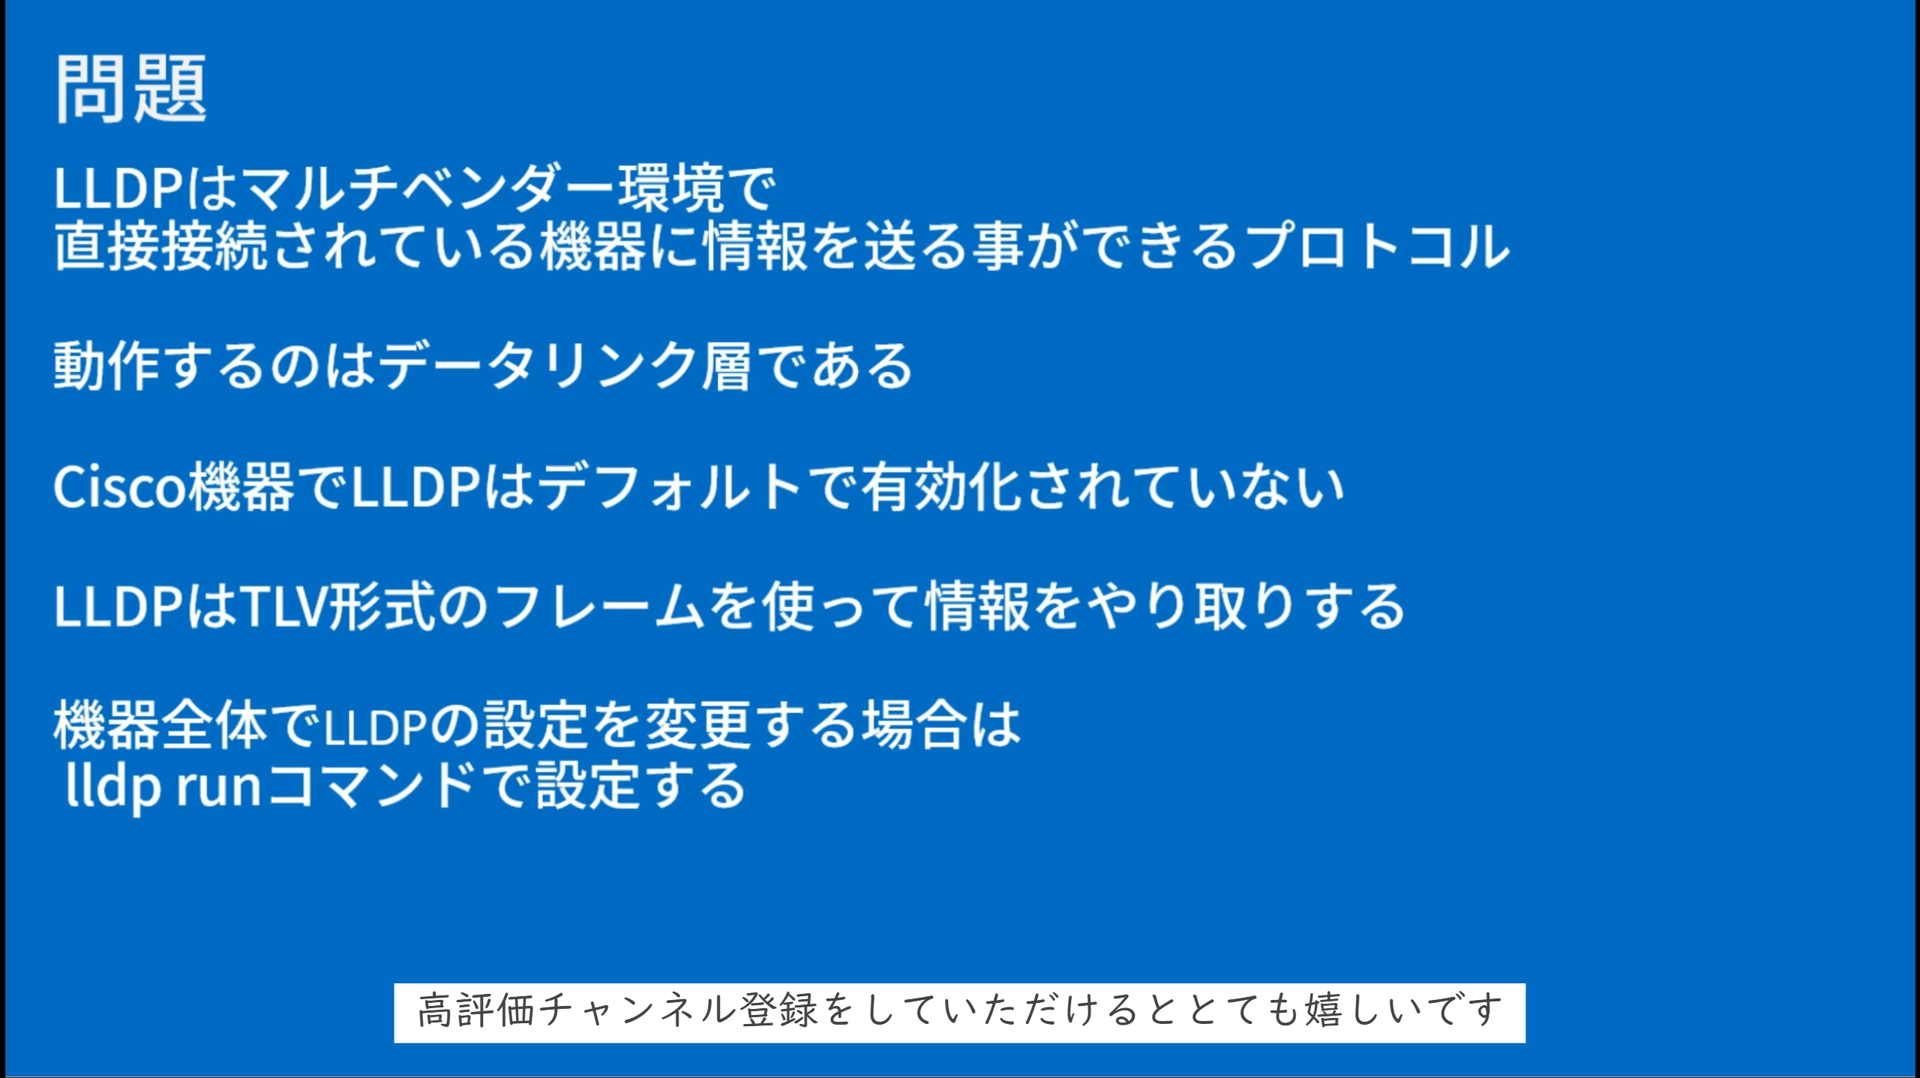 問題
LLDPはマルチベンダー環境で
直接接続されている機器に情報を送る事ができるプロトコル
動作するのはデータリンク層である
Cisco機器でLLDPはデフォルトで有効化されていない
LLDPはTLV形式のフレームを使って情報をやり取りする
機器全体でLLDPの設定を変更する場合は
lldp runコマンドで設定する
高評価チャンネル登録をしていただけるととても嬉しいです